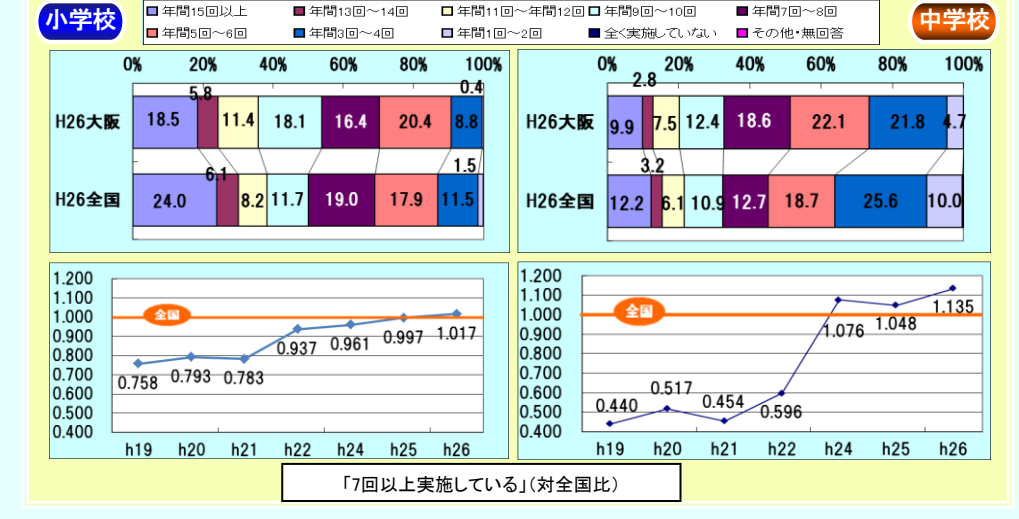 小学校
中学校
年間15回以上 年間13回～14回 年間11回～年間12回 年間9回～10回 年間7回～8回
年間5回～6回 年間3回～4回 年間1回～2回 全く実施していない その他・無回答
0% 20% 40% 60% 80% 100%
H26大阪 18.5 5.8 11.4 18.1 16.4 20.4 8.8 0.4
H26全国 24.0 6.1 8.2 11.7 19.0 17.9 11.5 1.5
0% 20% 40% 60% 80% 100%
H26大阪 9.9 2.8 7.5 12.4 18.6 22.1 21.8 4.7
H26全国 12.2 3.2 6.1 10.9 12.7 18.7 25.6 10.0
1.200
1.100
1.000
0.900
0.800
0.700
0.600
0.500
0.400
全国
0.758 0.793 0.783 0.937 0.961 0.997 1.017
h19 h20 h21 h22 h24 h25 h26
1.200
1.100
1.000
0.900
0.800
0.700
0.600
0.500
0.400
全国
0.440 0.517 0.454 0.596 1.076 1.048 1.135
h19 h20 h21 h22 h24 h25 h26
「7回以上実施している」(対全国比)